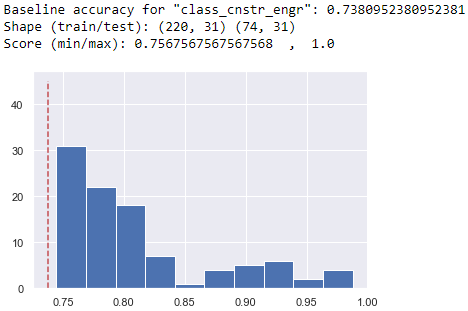 Baseline accuracy for "class_cnstr_engr": 0.7380952380952381
Shape (train/test): (220, 31) (74, 31)
Score (min/max): 0.7567567567567568  ,  1.0
40
30
20
10
0
0.75 0.80 0.85 0.90 0.95 1.00